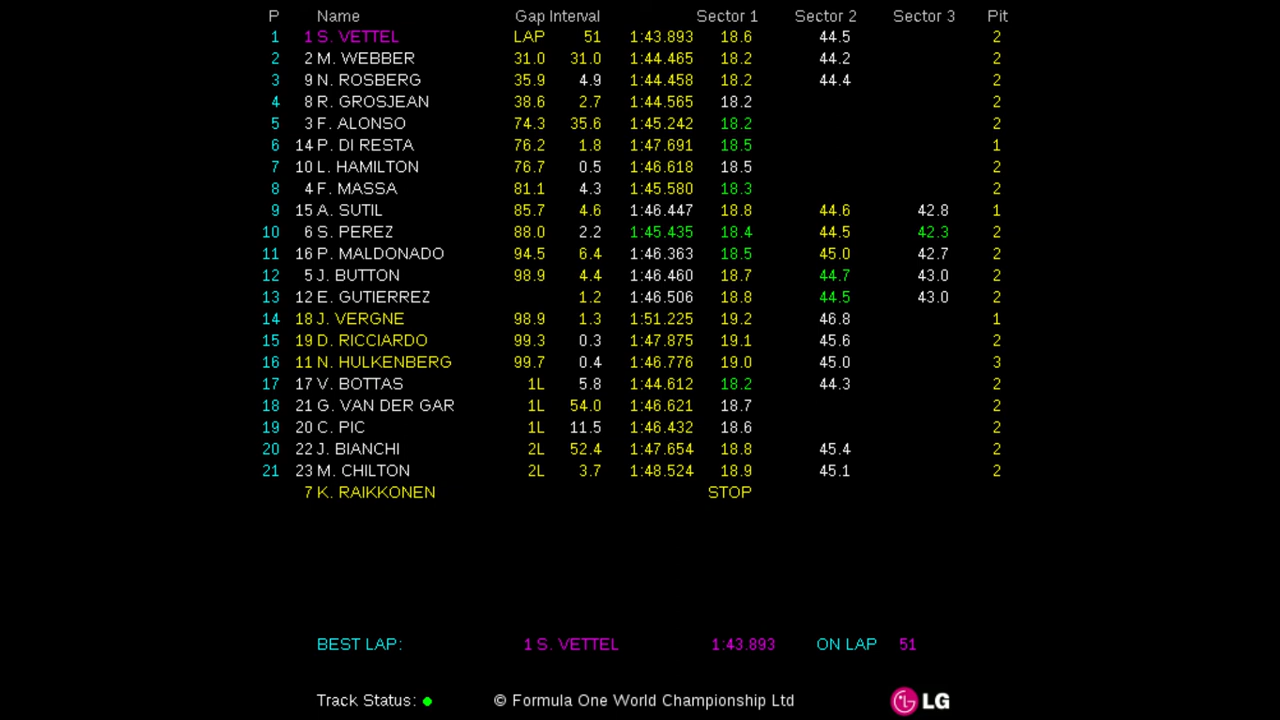 P Name Gap Interval Sector 1 Sector 2 Sector 3 Pit
1 1 S. VETTEL LAP 51 1:43.893 18.6 44.5 2
2 2 M. WEBBER 31.0 31.0 1:44.465 18.2 44.2 2
3 9 N. ROSBERG 35.9 4.9 1:44.458 18.2 44.4 2
4 8 R. GROSJEAN 38.6 2.7 1:44.565 18.2 2
5 3 F. ALONSO 74.3 35.6 1:45.242 18.2 2
6 14 P. DI RESTA 76.2 1.8 1:47.691 18.5 1
7 10 L. HAMILTON 76.7 0.5 1:46.618 18.5 2
8 4 F. MASSA 81.1 4.3 1:45.580 18.3 2
9 15 A. SUTIL 85.7 4.6 1:46.447 18.8 44.6 42.8 1
10 6 S. PEREZ 88.0 2.2 1:45.435 18.4 44.5 42.3 2
11 16 P. MALDONADO 94.5 6.4 1:46.363 18.5 45.0 42.7 2
12 5 J. BUTTON 98.9 4.4 1:46.460 18.7 44.7 43.0 2
13 12 E. GUTIERREZ 1.2 1:46.506 18.8 44.5 43.0 2
14 18 J. VERGNE 98.9 1.3 1:51.225 19.2 46.8 1
15 19 D. RICCIARDO 99.3 0.3 1:47.875 19.1 45.6 2
16 11 N. HULKENBERG 99.7 0.4 1:46.776 19.0 45.0 3
17 17 V. BOTTAS 1L 5.8 1:44.612 18.2 44.3 2
18 21 G. VAN DER GAR 1L 54.0 1:46.621 18.7 2
19 20 C. PIC 1L 11.5 1:46.432 18.6 2
20 22 J. BIANCHI 2L 52.4 1:47.654 18.8 45.4 2
21 23 M. CHILTON 2L 3.7 1:48.524 18.9 45.1 2
7 K. RAIKKONEN STOP
BEST LAP: 1 S. VETTEL 1:43.893 ON LAP 51
Track Status: © Formula One World Championship Ltd LG